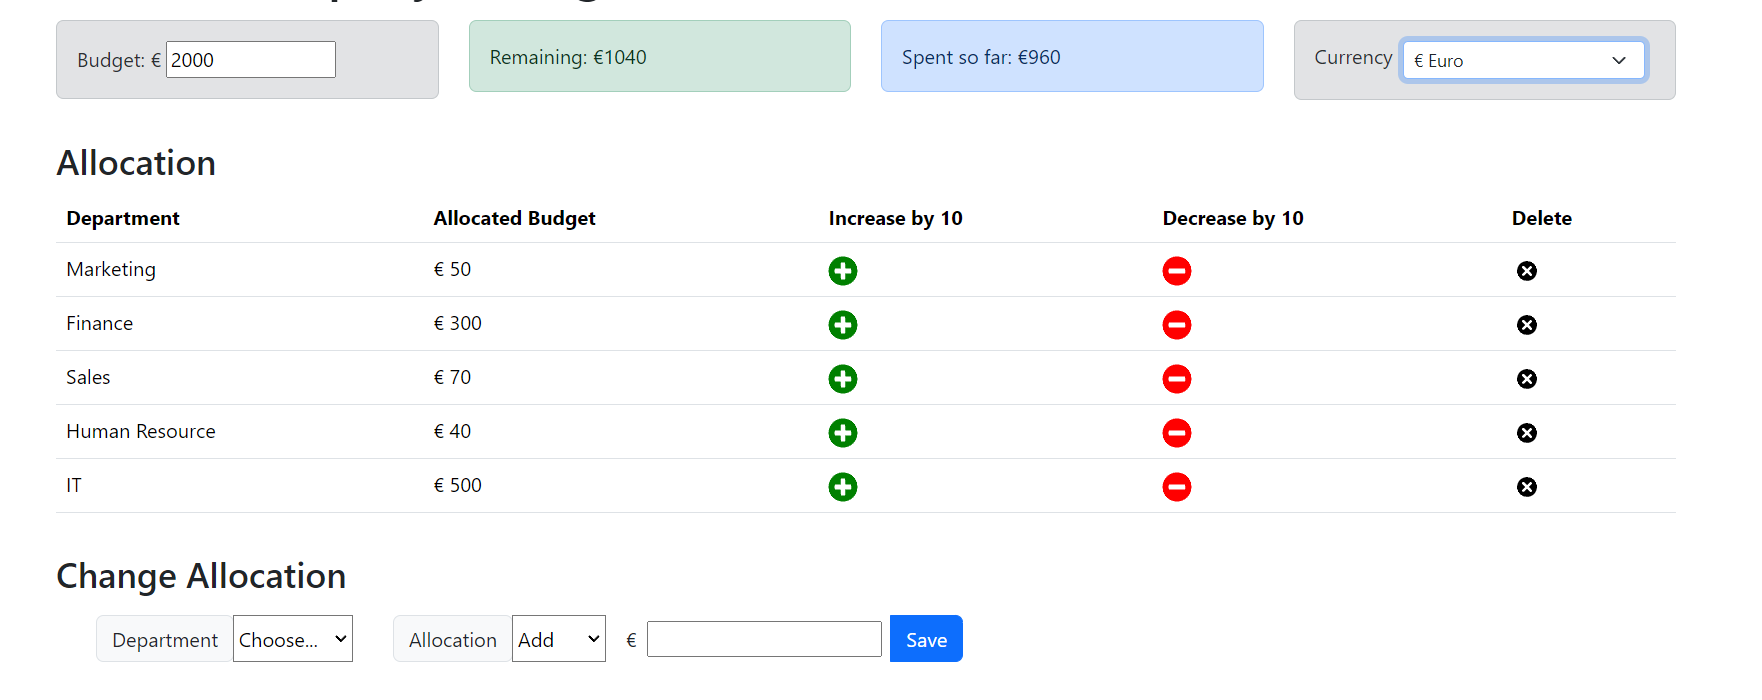 Budget: € 2000
Remaining: €1040
Spent so far: €960
Currency € Euro
Allocation
Department Allocated Budget Increase by 10 Decrease by 10 Delete
Marketing € 50
Finance € 300
Sales € 70
Human Resource € 40
IT € 500
Change Allocation
Department Choose... Allocation Add € Save